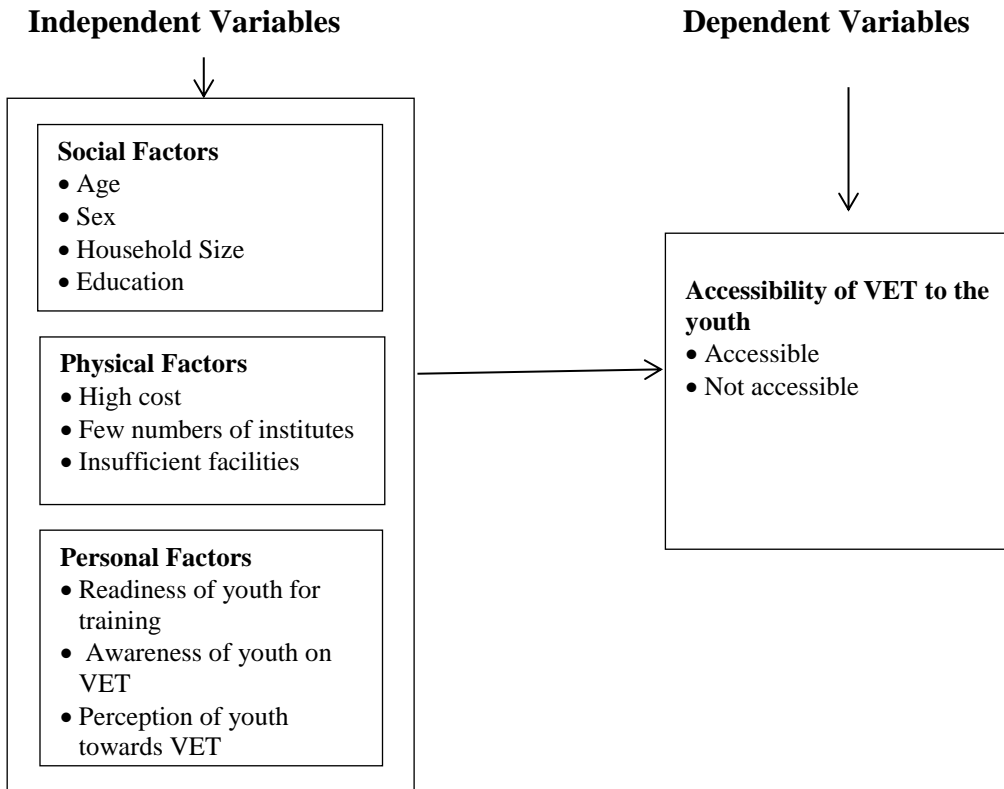 Independent Variables
Dependent Variables
Social Factors
• Age
• Sex
• Household Size
• Education
Physical Factors
• High cost
• Few numbers of institutes
• Insufficient facilities
Personal Factors
• Readiness of youth for
training
• Awareness of youth on
VET
• Perception of youth
towards VET
Accessibility of VET to the
youth
• Accessible
• Not accessible